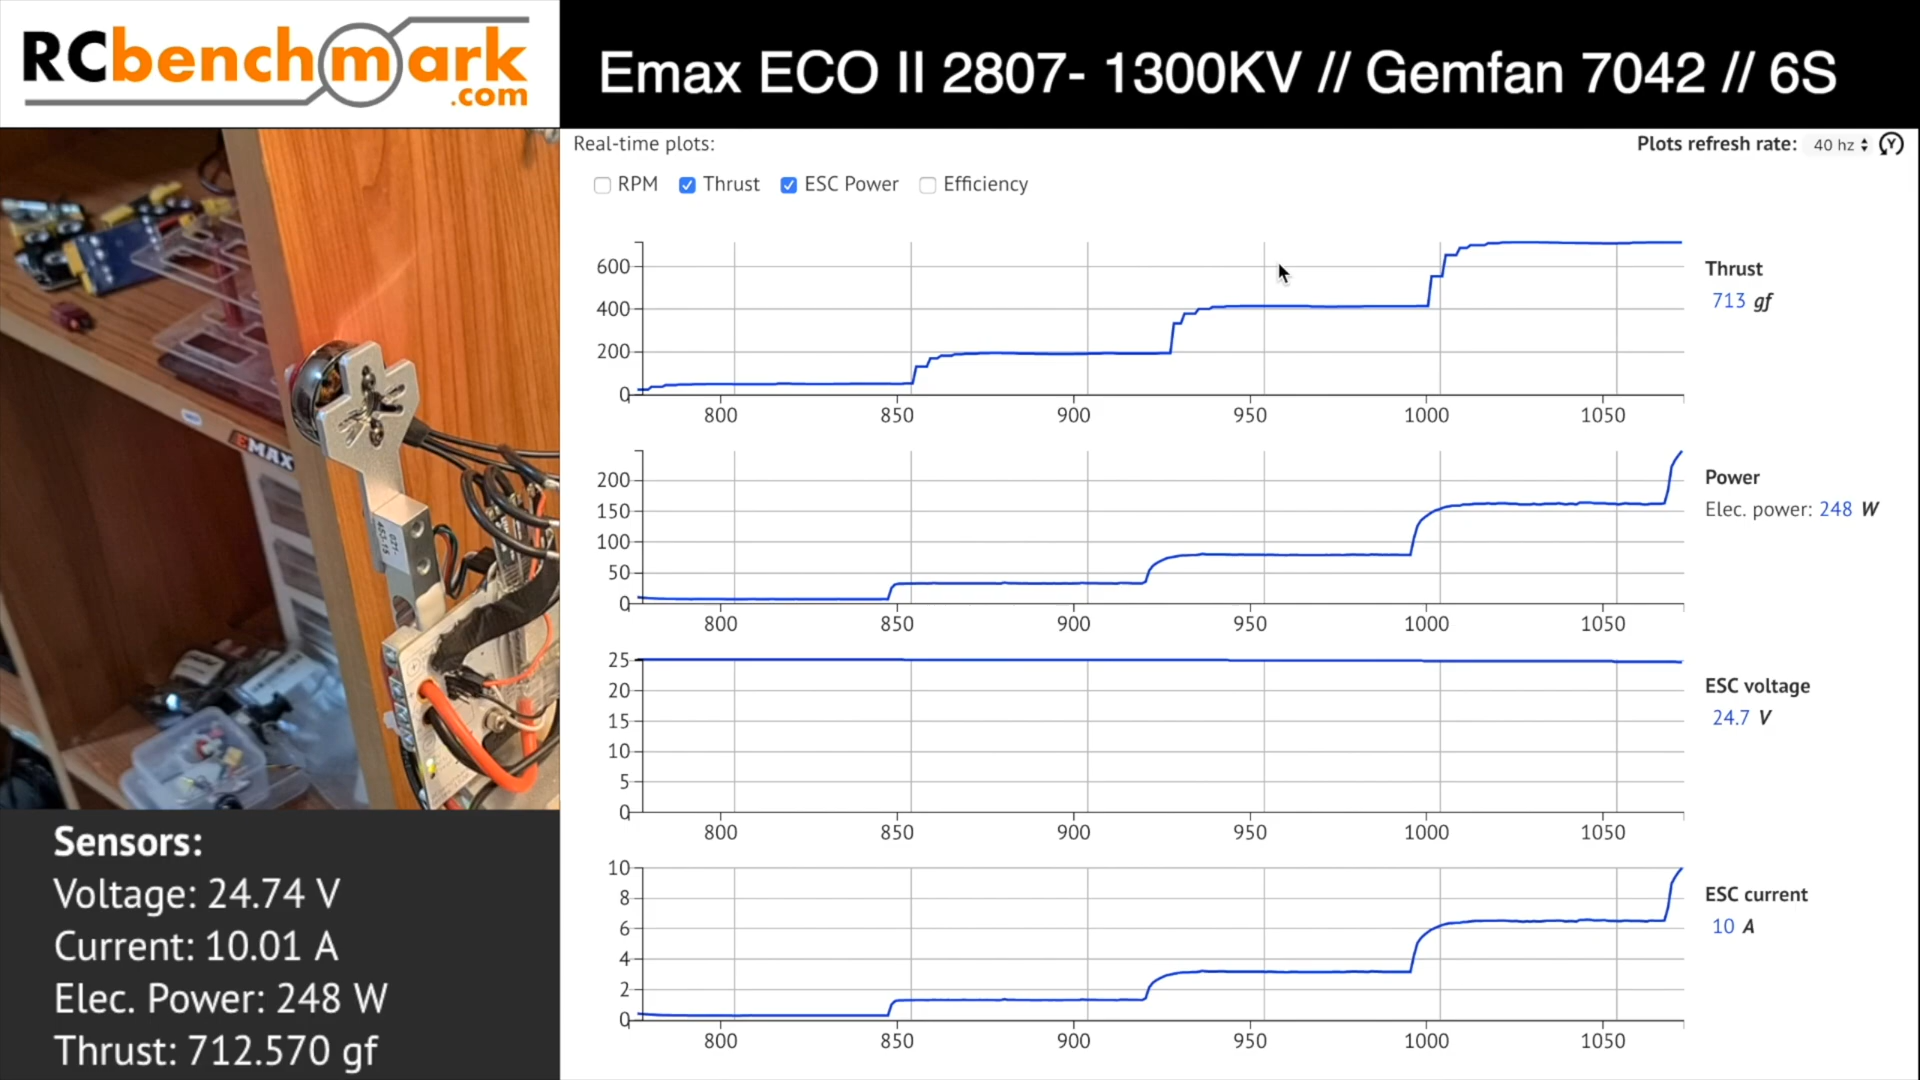 RCbenchmark
.com
Emax ECO II 2807- 1300KV // Gemfan 7042 // 6S
Real-time plots:
Plots refresh rate: 40 hz
RPM Thrust ESC Power Efficiency
600
400
200
0
800 850 900 950 1000 1050
Thrust
713 gf
200
150
100
50
0
800 850 900 950 1000 1050
Power
Elec. power: 248 W
25
20
15
10
5
0
800 850 900 950 1000 1050
ESC voltage
24.7 V
10
8
6
4
2
0
800 850 900 950 1000 1050
ESC current
10 A
EMAX
Sensors:
Voltage: 24.74 V
Current: 10.01 A
Elec. Power: 248 W
Thrust: 712.570 gf